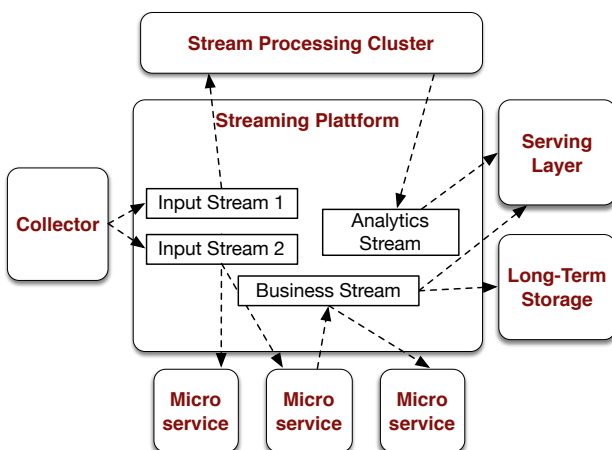 Stream Processing Cluster
Streaming Plattform
Serving
Layer
Collector
Input Stream 1
Input Stream 2
Analytics
Stream
Business Stream
Long-Term
Storage
Micro
service
Micro
service
Micro
service